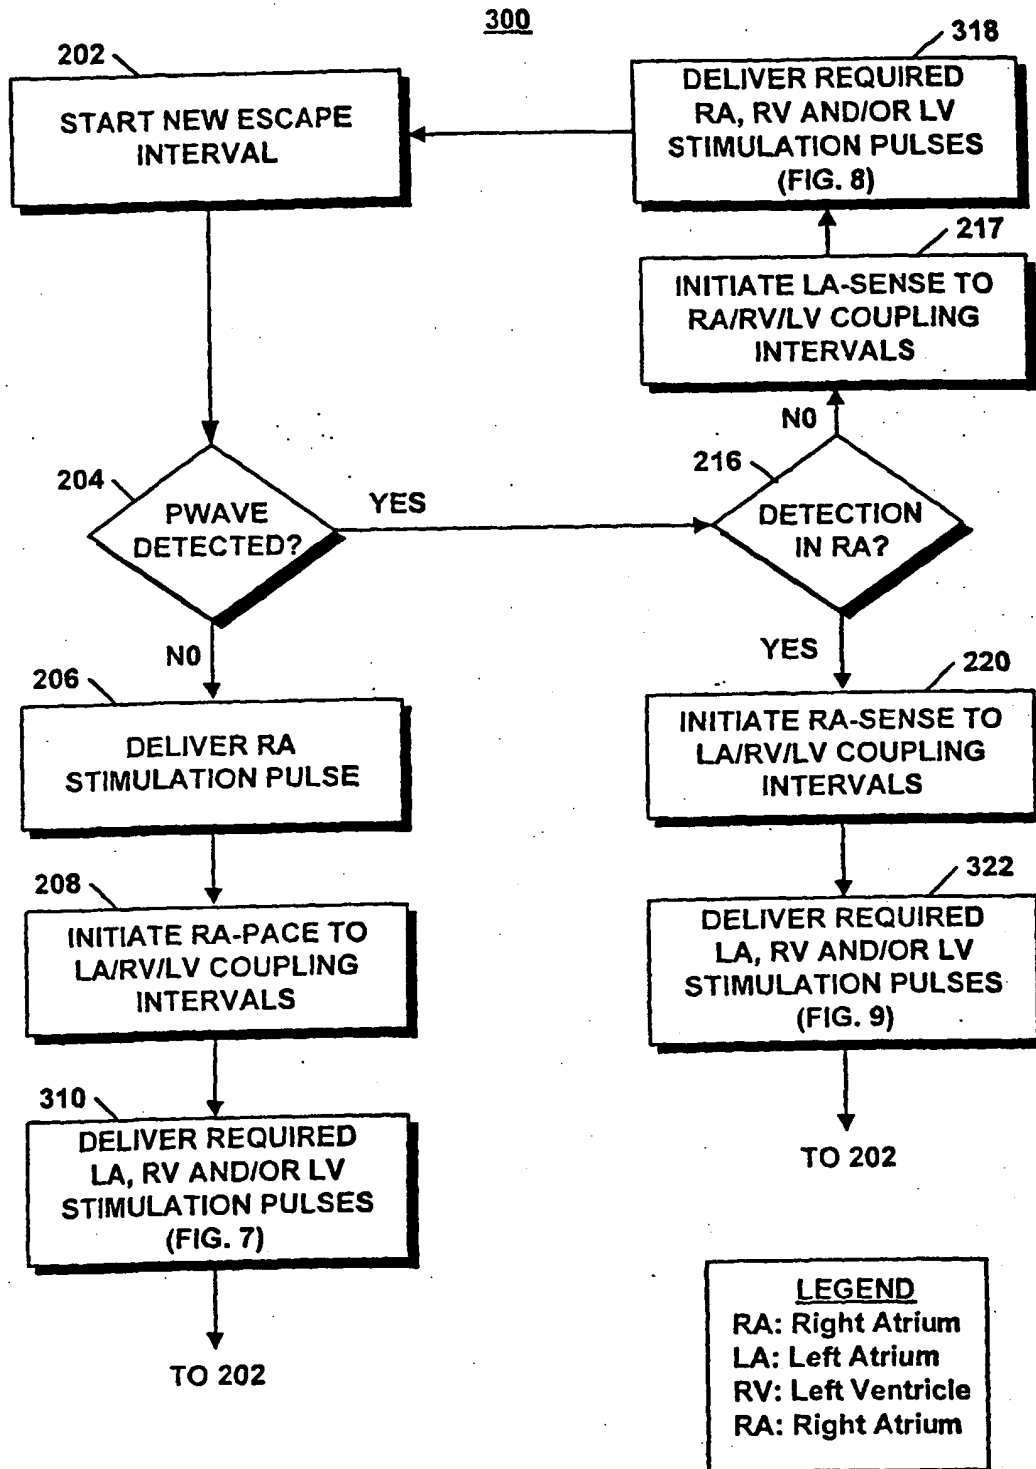 300
202
START NEW ESCAPE
INTERVAL
318
DELIVER REQUIRED
RA, RV AND/OR LV
STIMULATION PULSES
(FIG. 8)
217
INITIATE LA-SENSE TO
RA/RV/LV COUPLING
INTERVALS
NO
204
PWAVE
DETECTED?
YES
216
DETECTION
IN RA?
NO
206
DELIVER RA
STIMULATION PULSE
YES
220
INITIATE RA-SENSE TO
LA/RV/LV COUPLING
INTERVALS
208
INITIATE RA-PACE TO
LA/RV/LV COUPLING
INTERVALS
322
DELIVER REQUIRED
LA, RV AND/OR LV
STIMULATION PULSES
(FIG. 9)
TO 202
310
DELIVER REQUIRED
LA, RV AND/OR LV
STIMULATION PULSES
(FIG. 7)
TO 202
LEGEND
RA: Right Atrium
LA: Left Atrium
RV: Left Ventricle
RA: Right Atrium